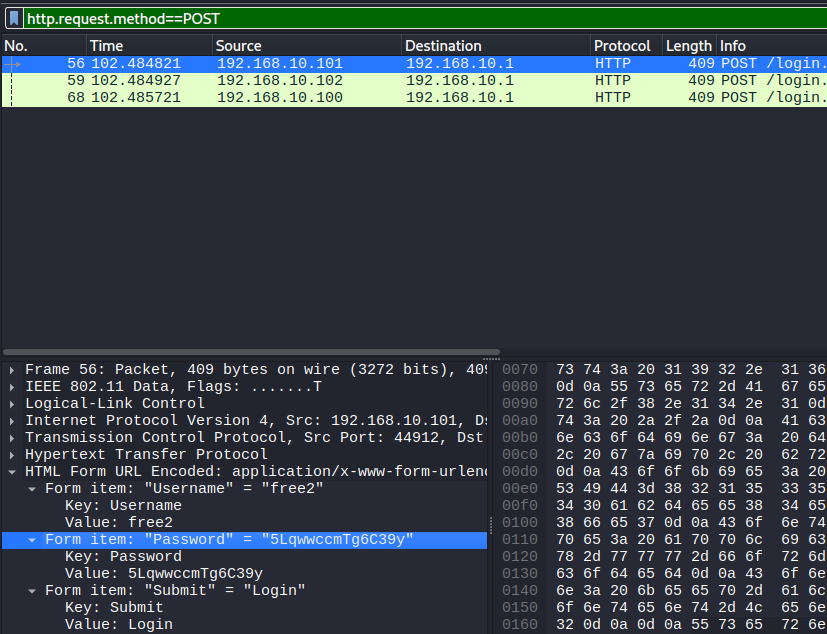 http.request.method==POST
No. Time Source Destination Protocol Length Info
56 102.484821 192.168.10.101 192.168.10.1 HTTP 409 POST /login.
59 102.484927 192.168.10.102 192.168.10.1 HTTP 409 POST /login.
68 102.485721 192.168.10.100 192.168.10.1 HTTP 409 POST /login.
Frame 56: Packet, 409 bytes on wire (3272 bits), 409
IEEE 802.11 Data, Flags: .......T
Logical-Link Control
Internet Protocol Version 4, Src: 192.168.10.101, Ds
Transmission Control Protocol, Src Port: 44912, Dst
Hypertext Transfer Protocol
HTML Form URL Encoded: application/x-www-form-urlenc
Form item: "Username" = "free2"
Key: Username
Value: free2
Form item: "Password" = "5LqwwccmTg6C39y"
Key: Password
Value: 5LqwwccmTg6C39y
Form item: "Submit" = "Login"
Key: Submit
Value: Login
0070 73 74 3a 20 31 39 32 2e 31 36
0080 0d 0a 55 73 65 72 2d 41 67 65
0090 72 6c 2f 38 2e 31 34 2e 31 0d
00a0 74 3a 20 2a 2f 2a 0d 0a 41 63
00b0 6e 63 6f 64 69 6e 67 3a 20 64
00c0 2c 20 67 7a 69 70 2c 20 62 72
00d0 0d 0a 43 6f 6f 6b 69 65 3a 20
00e0 53 49 44 3d 38 32 31 35 33 35
00f0 34 30 61 62 64 65 65 38 34 65
0100 38 66 65 37 0d 0a 43 6f 6e 74
0110 70 65 3a 20 61 70 70 6c 69 63
0120 78 2d 77 77 77 2d 66 6f 72 6d
0130 63 6f 64 65 64 0d 0a 43 6f 6e
0140 6e 3a 20 6b 65 65 70 2d 61 6c
0150 6f 6e 74 65 6e 74 2d 4c 65 6e
0160 32 0d 0a 0d 0a 55 73 65 72 6e